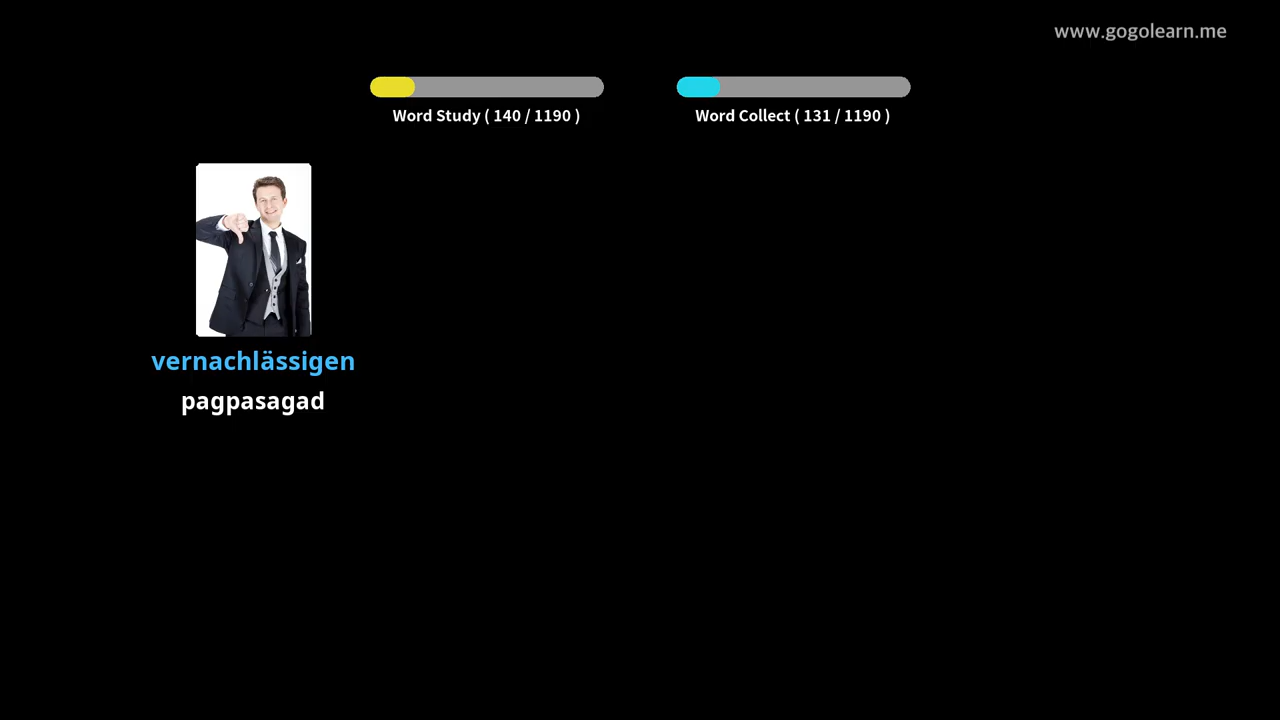 www.gogolearn.me
Word Study ( 140 / 1190 )
Word Collect ( 131 / 1190 )
vernachlässigen
pagpasagad